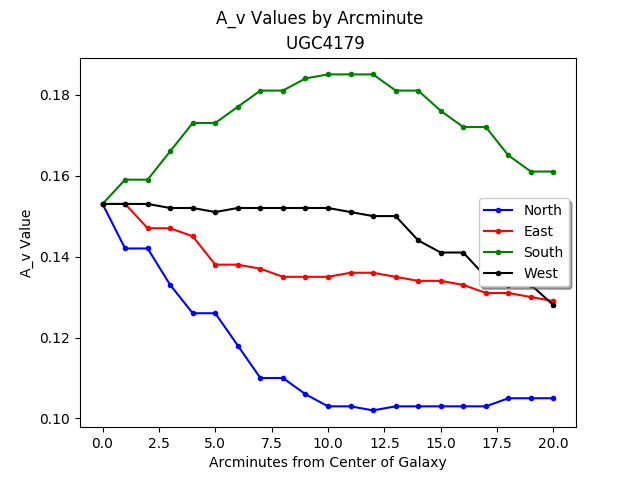 A_v Values by Arcminute
UGC4179
0.18
0.16
0.14
0.12
0.10
A_v Value
North
East
South
West
0.0 2.5 5.0 7.5 10.0 12.5 15.0 17.5 20.0
Arcminutes from Center of Galaxy